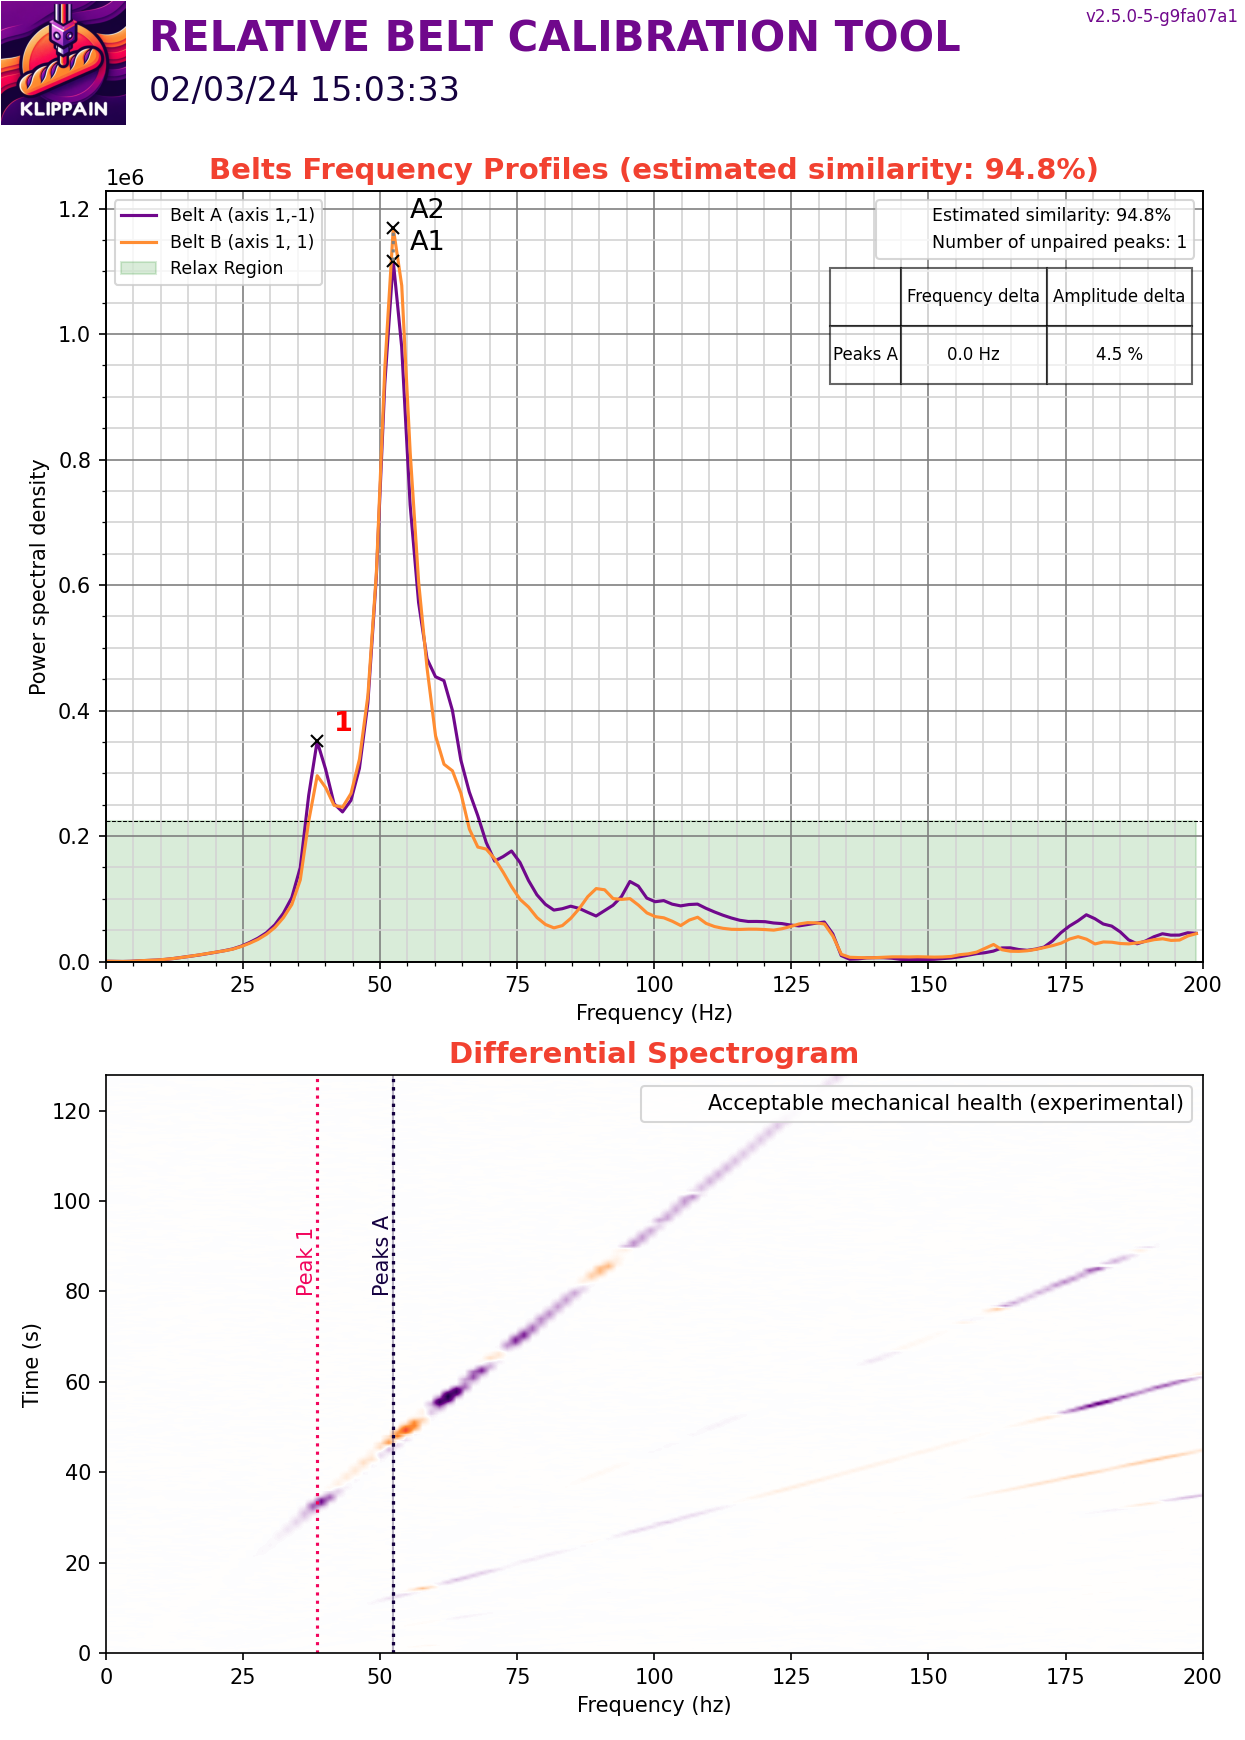 KLIPPAIN
RELATIVE BELT CALIBRATION TOOL
02/03/24 15:03:33
v2.5.0-5-g9fa07a1
Belts Frequency Profiles (estimated similarity: 94.8%)
1e6
Belt A (axis 1,-1)
Belt B (axis 1, 1)
Relax Region
A2
A1
1
Estimated similarity: 94.8%
Number of unpaired peaks: 1
Frequency delta Amplitude delta
Peaks A 0.0 Hz 4.5 %
Power spectral density
1.2
1.0
0.8
0.6
0.4
0.2
0.0
0 25 50 75 100 125 150 175 200
Frequency (Hz)
Differential Spectrogram
Acceptable mechanical health (experimental)
Peak 1
Peaks A
Time (s)
120
100
80
60
40
20
0
0 25 50 75 100 125 150 175 200
Frequency (hz)